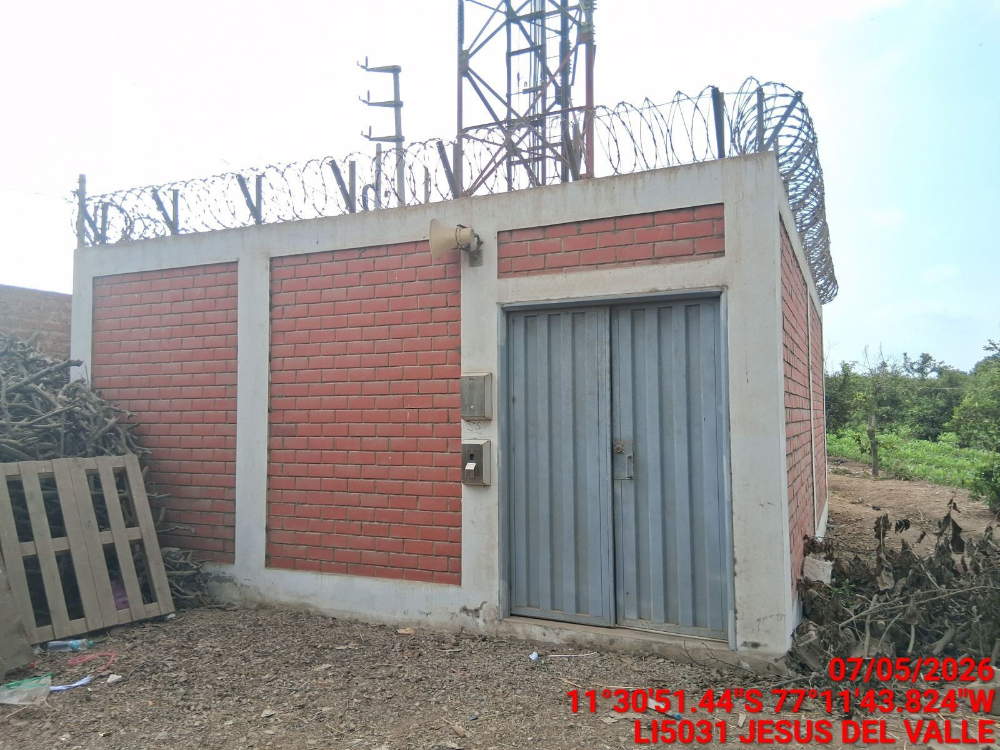 J.S
07/05/2026
11°30'51.44"S 77°11'43.824"W
LI5031 JESUS DEL VALLE